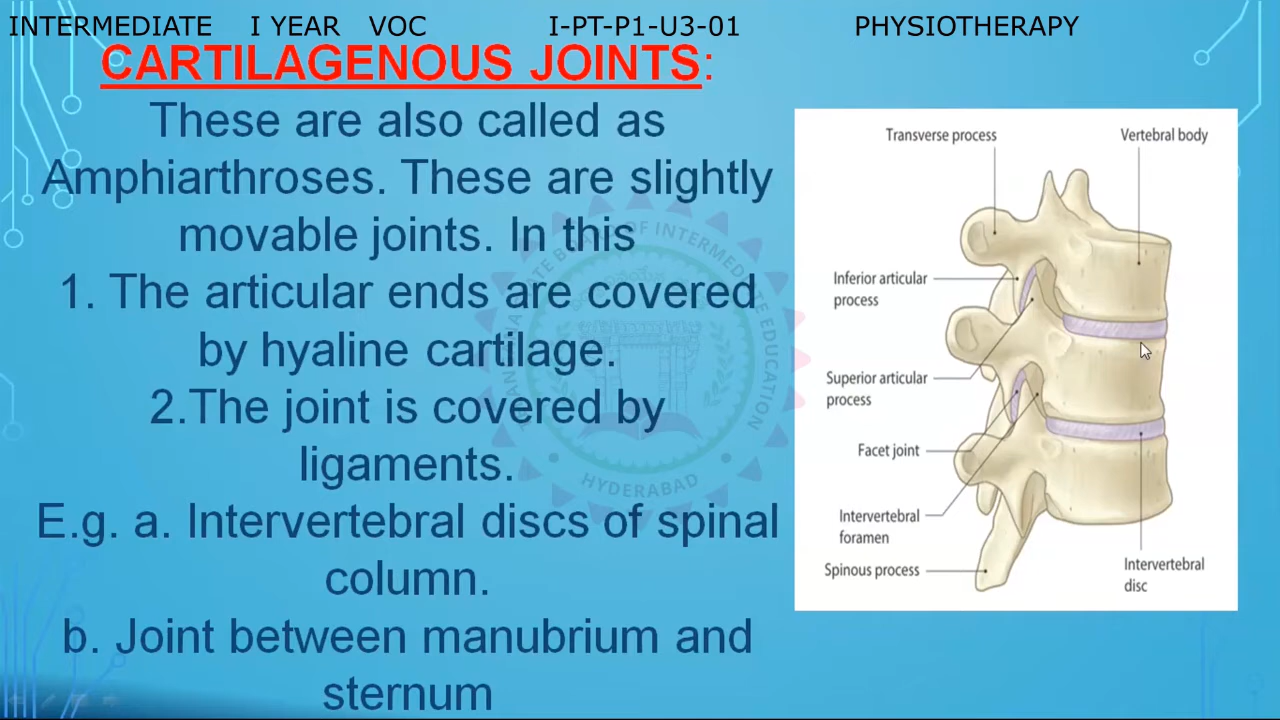 INTERMEDIATE I YEAR VOC I-PT-P1-U3-01 PHYSIOTHERAPY
CARTILAGENOUS JOINTS:
These are also called as
Amphiarthroses. These are slightly
movable joints. In this
1. The articular ends are covered
by hyaline cartilage.
2.The joint is covered by
ligaments.
E.g. a. Intervertebral discs of spinal
column.
b. Joint between manubrium and
sternum
Transverse process
Vertebral body
Inferior articular
process
Superior articular
process
Facet joint
Intervertebral
foramen
Spinous process
Intervertebral
disc
HYDERABAD